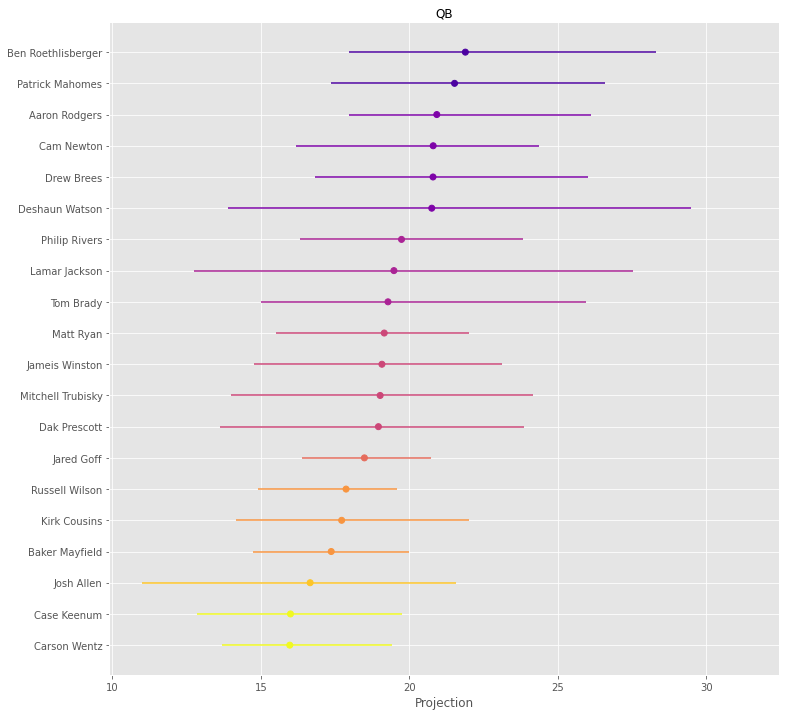 QB
Ben Roethlisberger
Patrick Mahomes
Aaron Rodgers
Cam Newton
Drew Brees
Deshaun Watson
Philip Rivers
Lamar Jackson
Tom Brady
Matt Ryan
Jameis Winston
Mitchell Trubisky
Dak Prescott
Jared Goff
Russell Wilson
Kirk Cousins
Baker Mayfield
Josh Allen
Case Keenum
Carson Wentz
10 15 20 25 30
Projection